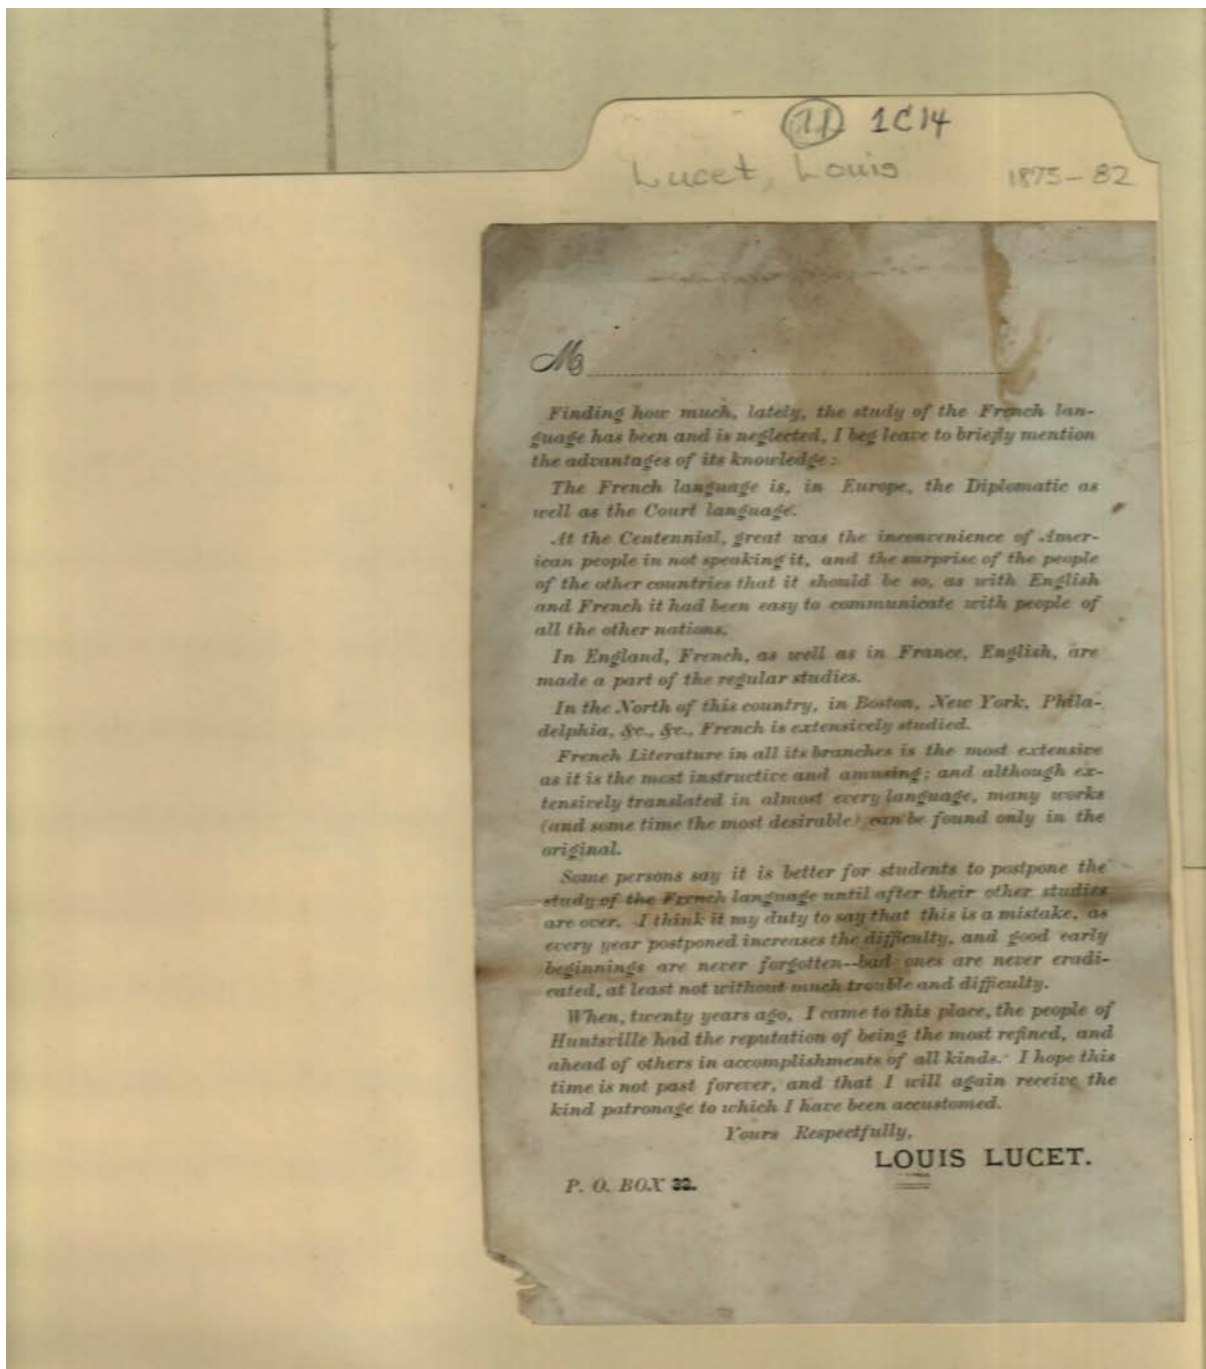 11 1C14
Lucet, Louis 1875-82
M
Finding how much, lately, the study of the French lan-
guage has been and is neglected, I beg leave to briefly mention
the advantages of its knowledge:
The French language is, in Europe, the Diplomatic as
well as the Court language.
At the Centennial, great was the inconvenience of Amer-
ican people in not speaking it, and the surprise of the people
of the other countries that it should be so, as with English
and French it had been easy to communicate with people of
all the other nations.
In England, French, as well as in France, English, are
made a part of the regular studies.
In the North of this country, in Boston, New York, Phila-
delphia, &c., &c., French is extensively studied.
French Literature in all its branches is the most extensive
as it is the most instructive and amusing; and although ex-
tensively translated in almost every language, many works
(and some time the most desirable) can be found only in the
original.
Some persons say it is better for students to postpone the
study of the French language until after their other studies
are over. I think it my duty to say that this is a mistake, as
every year postponed increases the difficulty, and good early
beginnings are never forgotten--bad ones are never eradi-
cated, at least not without much trouble and difficulty.
When, twenty years ago, I came to this place, the people of
Huntsville had the reputation of being the most refined, and
ahead of others in accomplishments of all kinds. I hope this
time is not past forever, and that I will again receive the
kind patronage to which I have been accustomed.
Yours Respectfully,
LOUIS LUCET.
P. O. BOX 32.